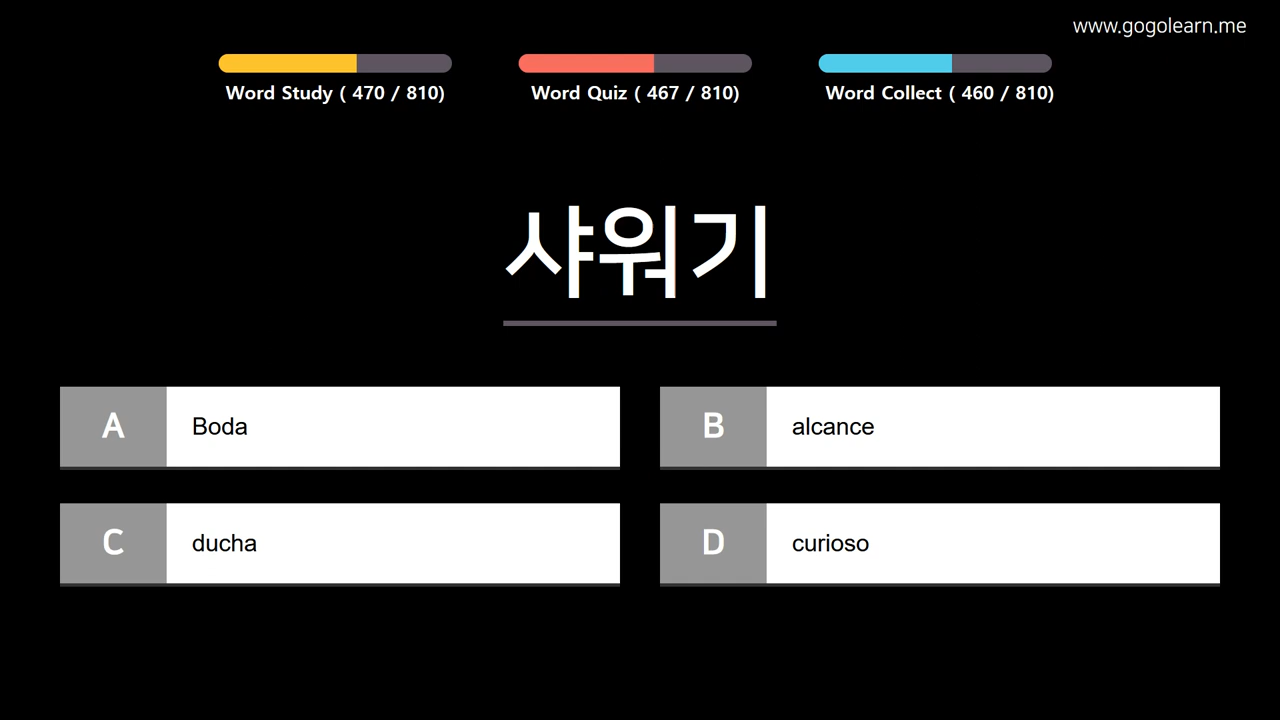 www.gogolearn.me
Word Study ( 470 / 810)
Word Quiz ( 467 / 810)
Word Collect ( 460 / 810)
샤워기
A Boda
B alcance
C ducha
D curioso